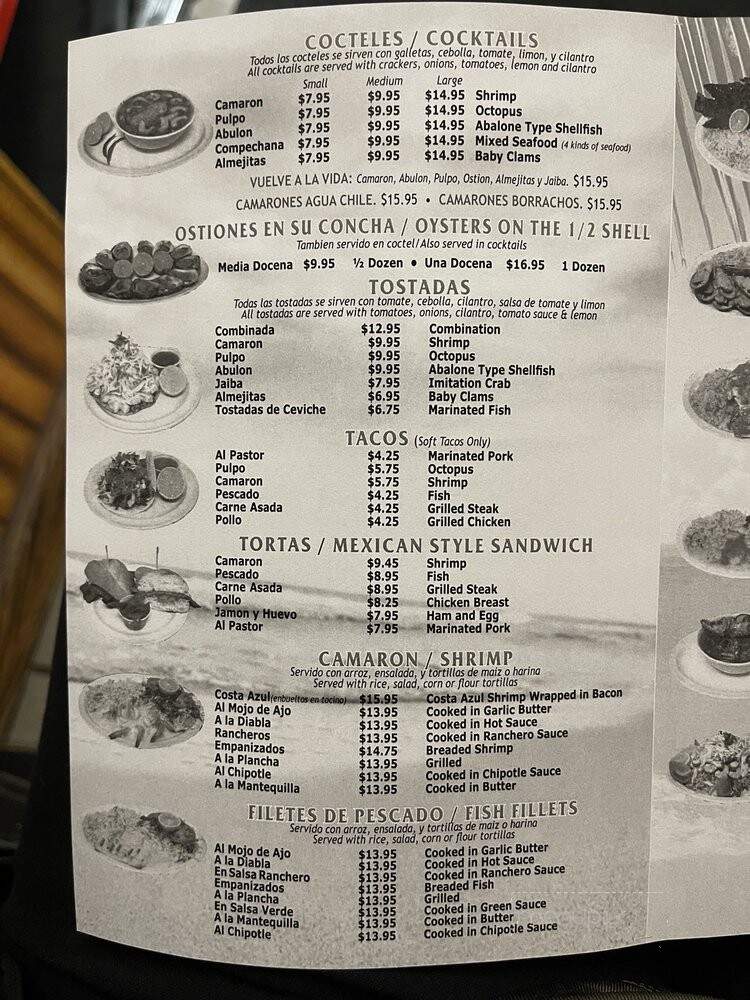 COCTELES / COCKTAILS
Todos los cocteles se sirven con galletas, cebolla, tomate, limon, y cilantro
All cocktails are served with crackers, onions, tomatoes, lemon and cilantro
Small Medium Large
Camaron $7.95 $9.95 $14.95 Shrimp
Pulpo $7.95 $9.95 $14.95 Octopus
Abulon $7.95 $9.95 $14.95 Abalone Type Shellfish
Compechana $7.95 $9.95 $14.95 Mixed Seafood (4 kinds of seafood)
Almejitas $7.95 $9.95 $14.95 Baby Clams
VUELVE A LA VIDA: Camaron, Abulon, Pulpo, Ostion, Almejitas y Jaiba. $15.95
CAMARONES AGUA CHILE. $15.95 • CAMARONES BORRACHOS. $15.95
OSTIONES EN SU CONCHA / OYSTERS ON THE 1/2 SHELL
Tambien servido en coctel/Also served in cocktails
Media Docena $9.95 ½ Dozen • Una Docena $16.95 1 Dozen
TOSTADAS
Todas las tostadas se sirven con tomate, cebolla, cilantro, salsa de tomate y limon
All tostadas are served with tomatoes, onions, cilantro, tomato sauce & lemon
Combinada $12.95 Combination
Camaron $9.95 Shrimp
Pulpo $9.95 Octopus
Abulon $9.95 Abalone Type Shellfish
Jaiba $7.95 Imitation Crab
Almejitas $6.95 Baby Clams
Tostadas de Ceviche $6.75 Marinated Fish
TACOS (Soft Tacos Only)
Al Pastor $4.25 Marinated Pork
Pulpo $5.75 Octopus
Camaron $5.75 Shrimp
Pescado $4.25 Fish
Carne Asada $4.25 Grilled Steak
Pollo $4.25 Grilled Chicken
TORTAS / MEXICAN STYLE SANDWICH
Camaron $9.45 Shrimp
Pescado $8.95 Fish
Carne Asada $8.95 Grilled Steak
Pollo $8.25 Chicken Breast
Jamon y Huevo $7.95 Ham and Egg
Al Pastor $7.95 Marinated Pork
CAMARON / SHRIMP
Servido con arroz, ensalada, y tortillas de maiz o harina
Served with rice, salad, corn or flour tortillas
Costa Azul(enbueltos en tocino) $15.95 Costa Azul Shrimp Wrapped in Bacon
Al Mojo de Ajo $13.95 Cooked in Garlic Butter
A la Diabla $13.95 Cooked in Hot Sauce
Rancheros $13.95 Cooked in Ranchero Sauce
Empanizados $14.75 Breaded Shrimp
A la Plancha $13.95 Grilled
Al Chipotle $13.95 Cooked in Chipotle Sauce
A la Mantequilla $13.95 Cooked in Butter
FILETES DE PESCADO / FISH FILLETS
Servido con arroz, ensalada, y tortillas de maiz o harina
Served with rice, salad, corn or flour tortillas
Al Mojo de Ajo $13.95 Cooked in Garlic Butter
A la Diabla $13.95 Cooked in Hot Sauce
En Salsa Ranchero $13.95 Cooked in Ranchero Sauce
Empanizados $13.95 Breaded Fish
A la Plancha $13.95 Grilled
En Salsa Verde $13.95 Cooked in Green Sauce
A la Mantequilla $13.95 Cooked in Butter
Al Chipotle $13.95 Cooked in Chipotle Sauce